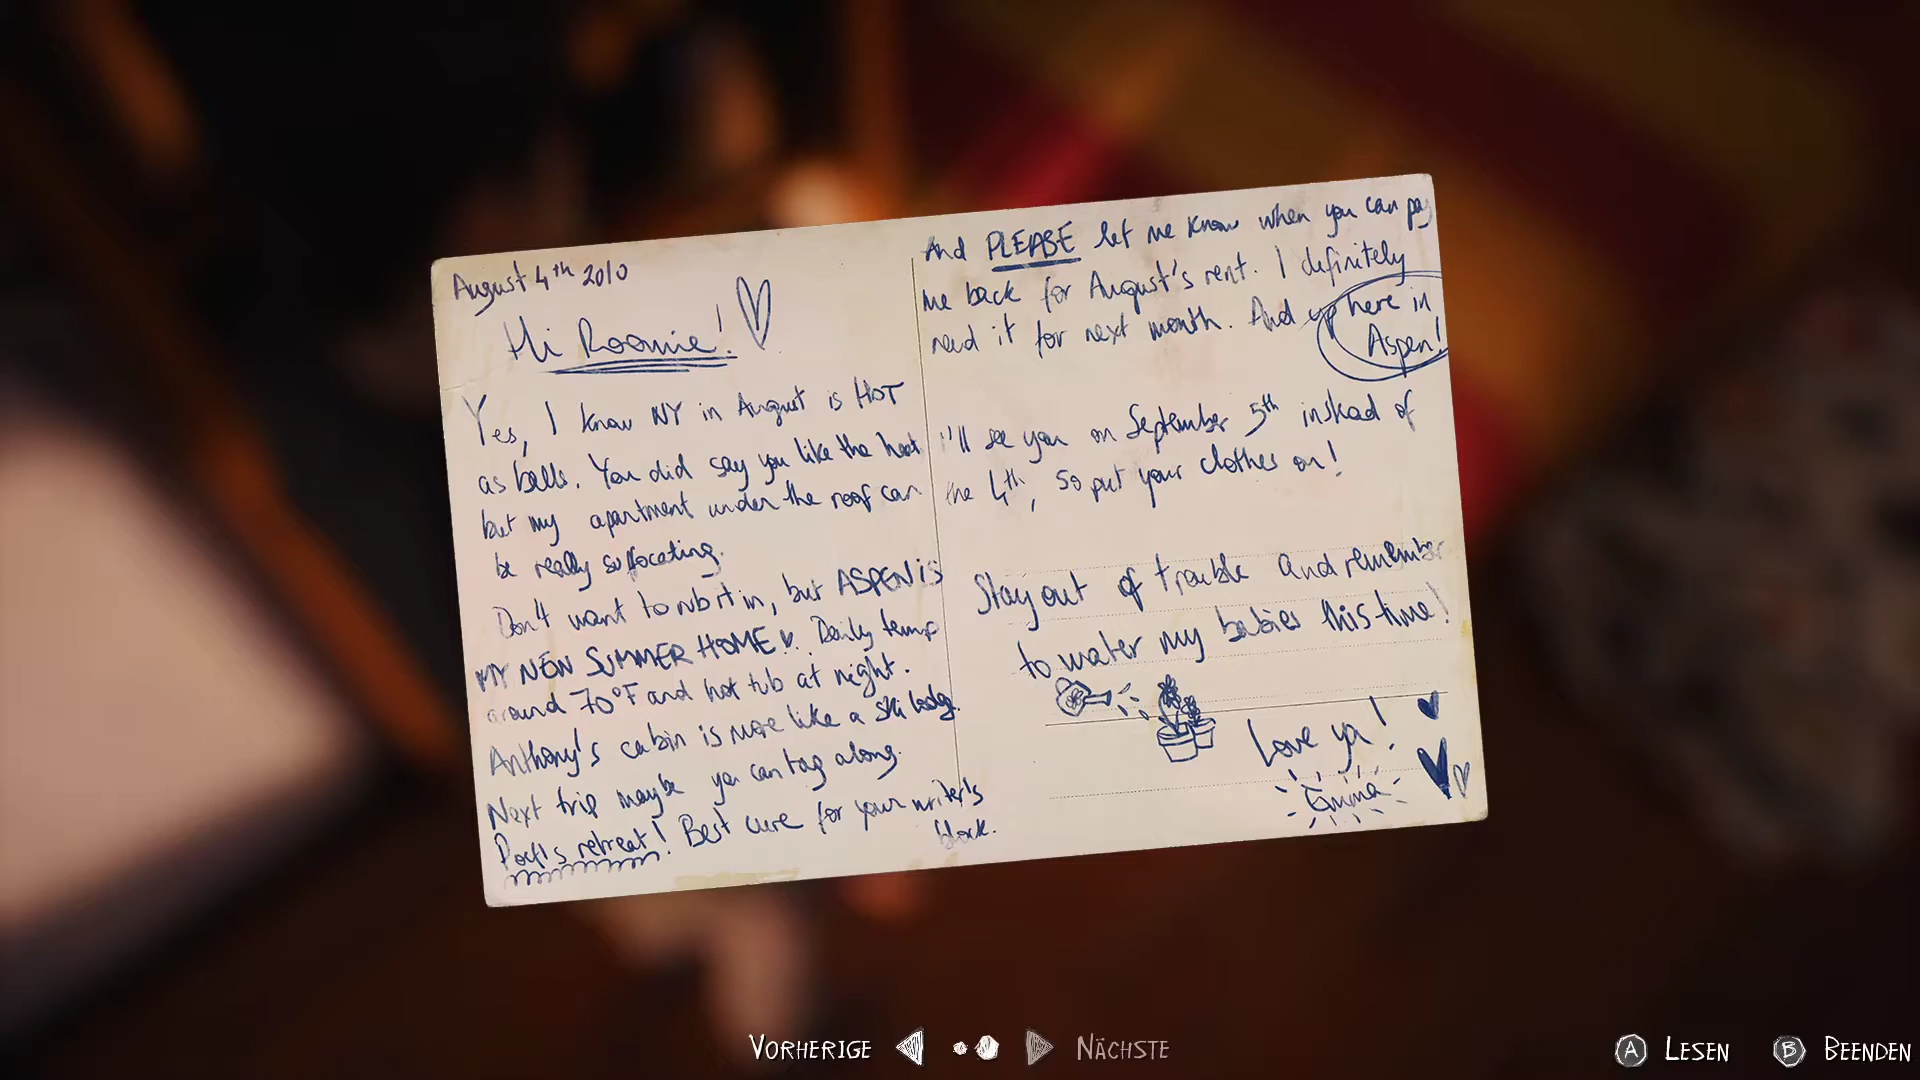 August 4th 2010
Hi Roomie!
Yes, I know NY in August is HOT
as balls. You did say you like the heat
but my apartment under the roof can
be really suffocating.
Don't want to rub it in, but ASPEN is
MY NEW SUMMER HOME! Daily temp
around 70°F and hot tub at night.
Anthony's cabin is more like a ski lodge.
Next trip maybe you can tag along.
Poet's retreat! Best cure for your writer's
block.
And PLEASE let me know when you can pay
me back for August's rent. I definitely
need it for next month. And up here in
Aspen!
I'll see you on September 5th instead of
the 4th, so put your clothes on!
Stay out of trouble and remember
to water my babies this time!
Love ya!
Emma
VORHERIGE
NÄCHSTE
A LESEN
B BEENDEN